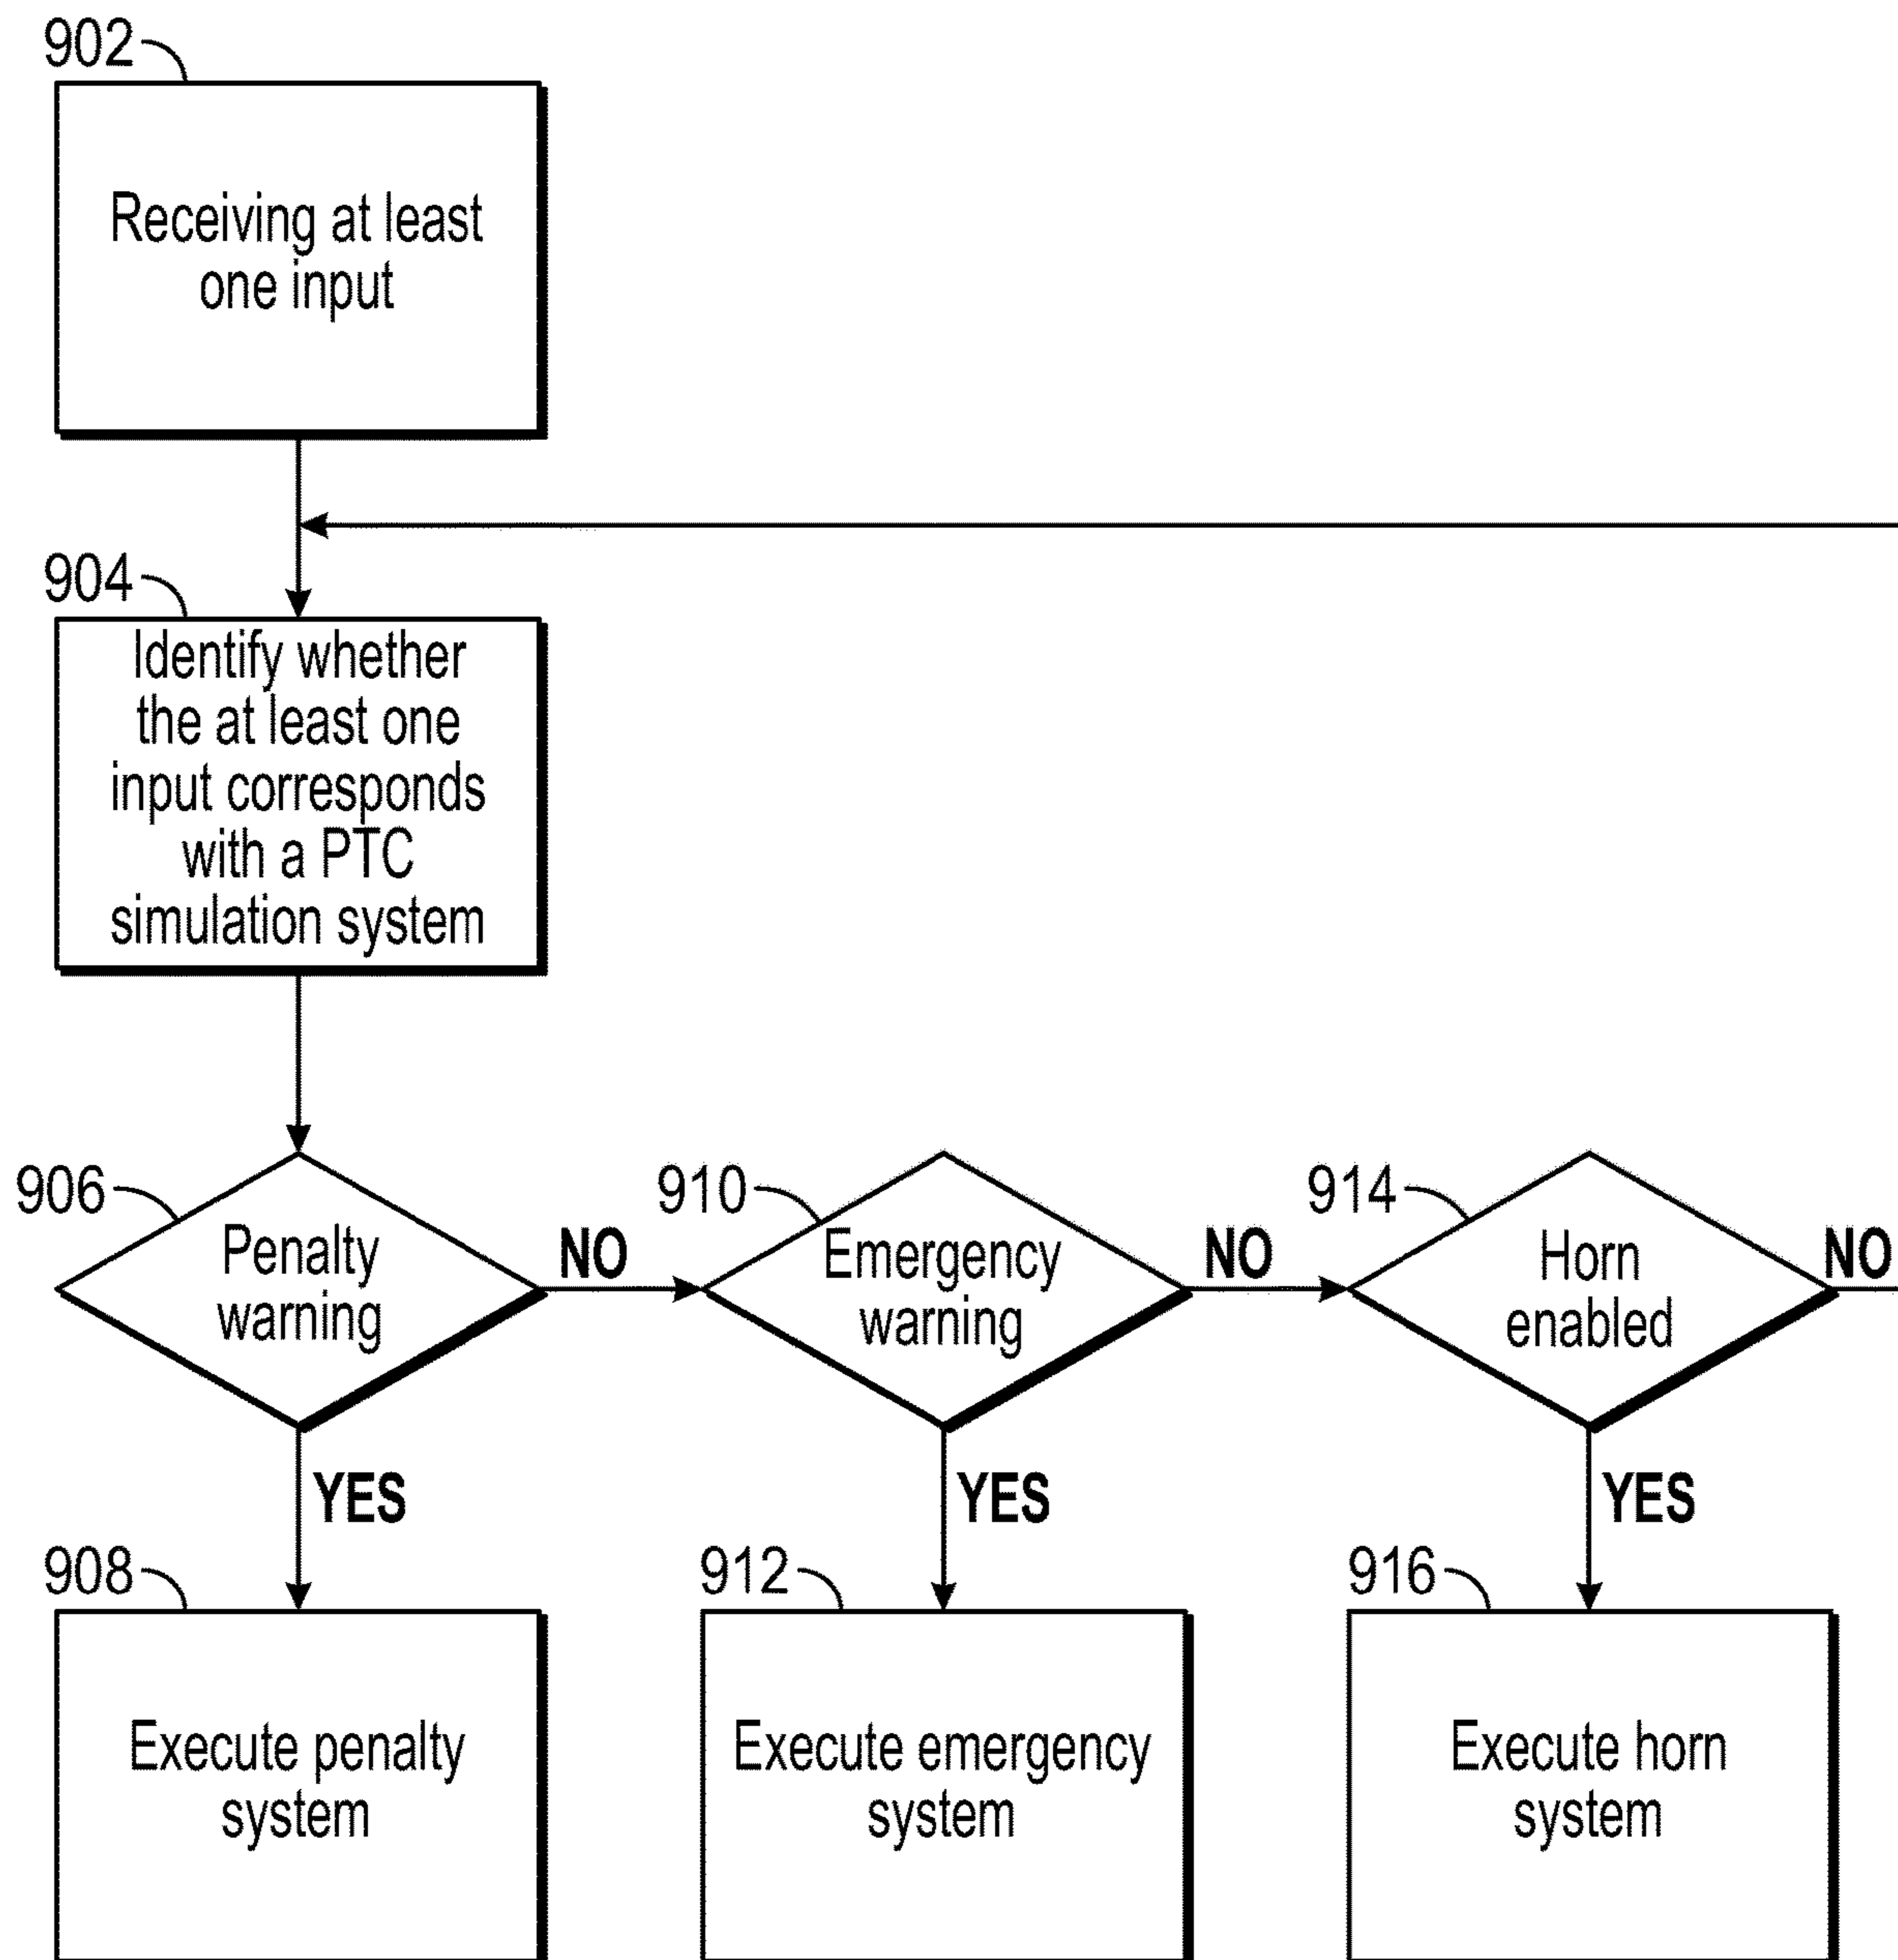 902
Receiving at least
one input
904
Identify whether
the at least one
input corresponds
with a PTC
simulation system
906
Penalty
warning
NO
910
Emergency
warning
NO
914
Horn
enabled
NO
YES
YES
YES
908
Execute penalty
system
912
Execute emergency
system
916
Execute horn
system